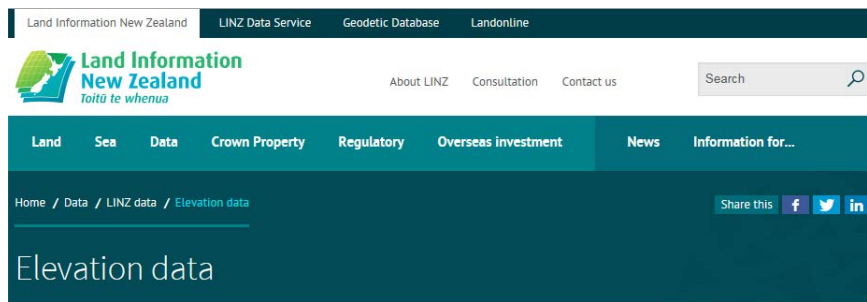 Land Information New Zealand LINZ Data Service Geodetic Database Landonline
Land Information
New Zealand
Toitū te whenua
About LINZ Consultation Contact us Search
Land Sea Data Crown Property Regulatory Overseas investment News Information for...
Home / Data / LINZ data / Elevation data Share this f in
Elevation data